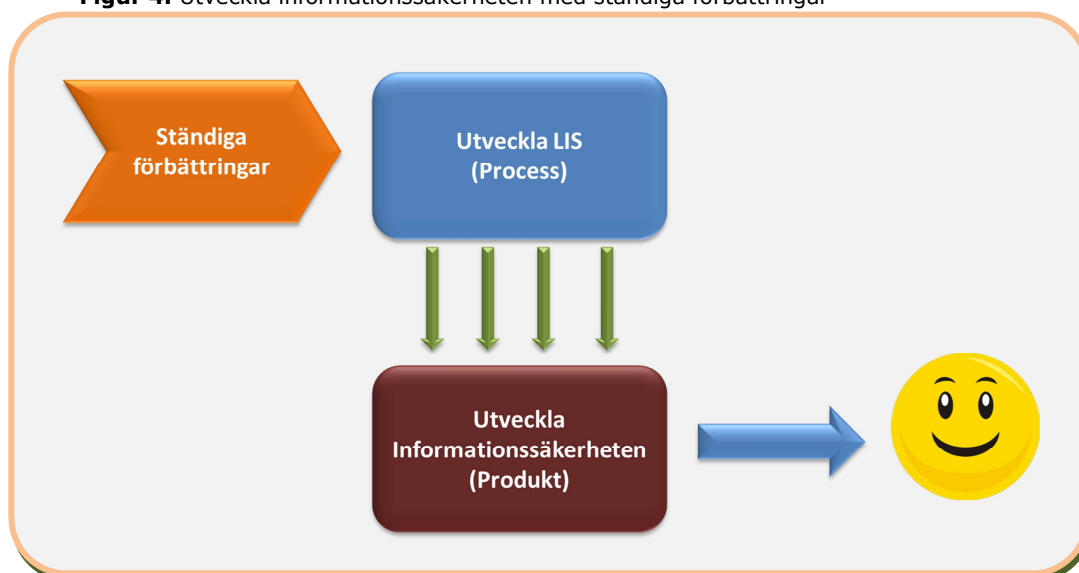 Figur 4. Utveckla informationssäkerheten med ständiga förbättringar
Ständiga
förbättringar
Utveckla LIS
(Process)
Utveckla
Informationssäkerheten
(Produkt)